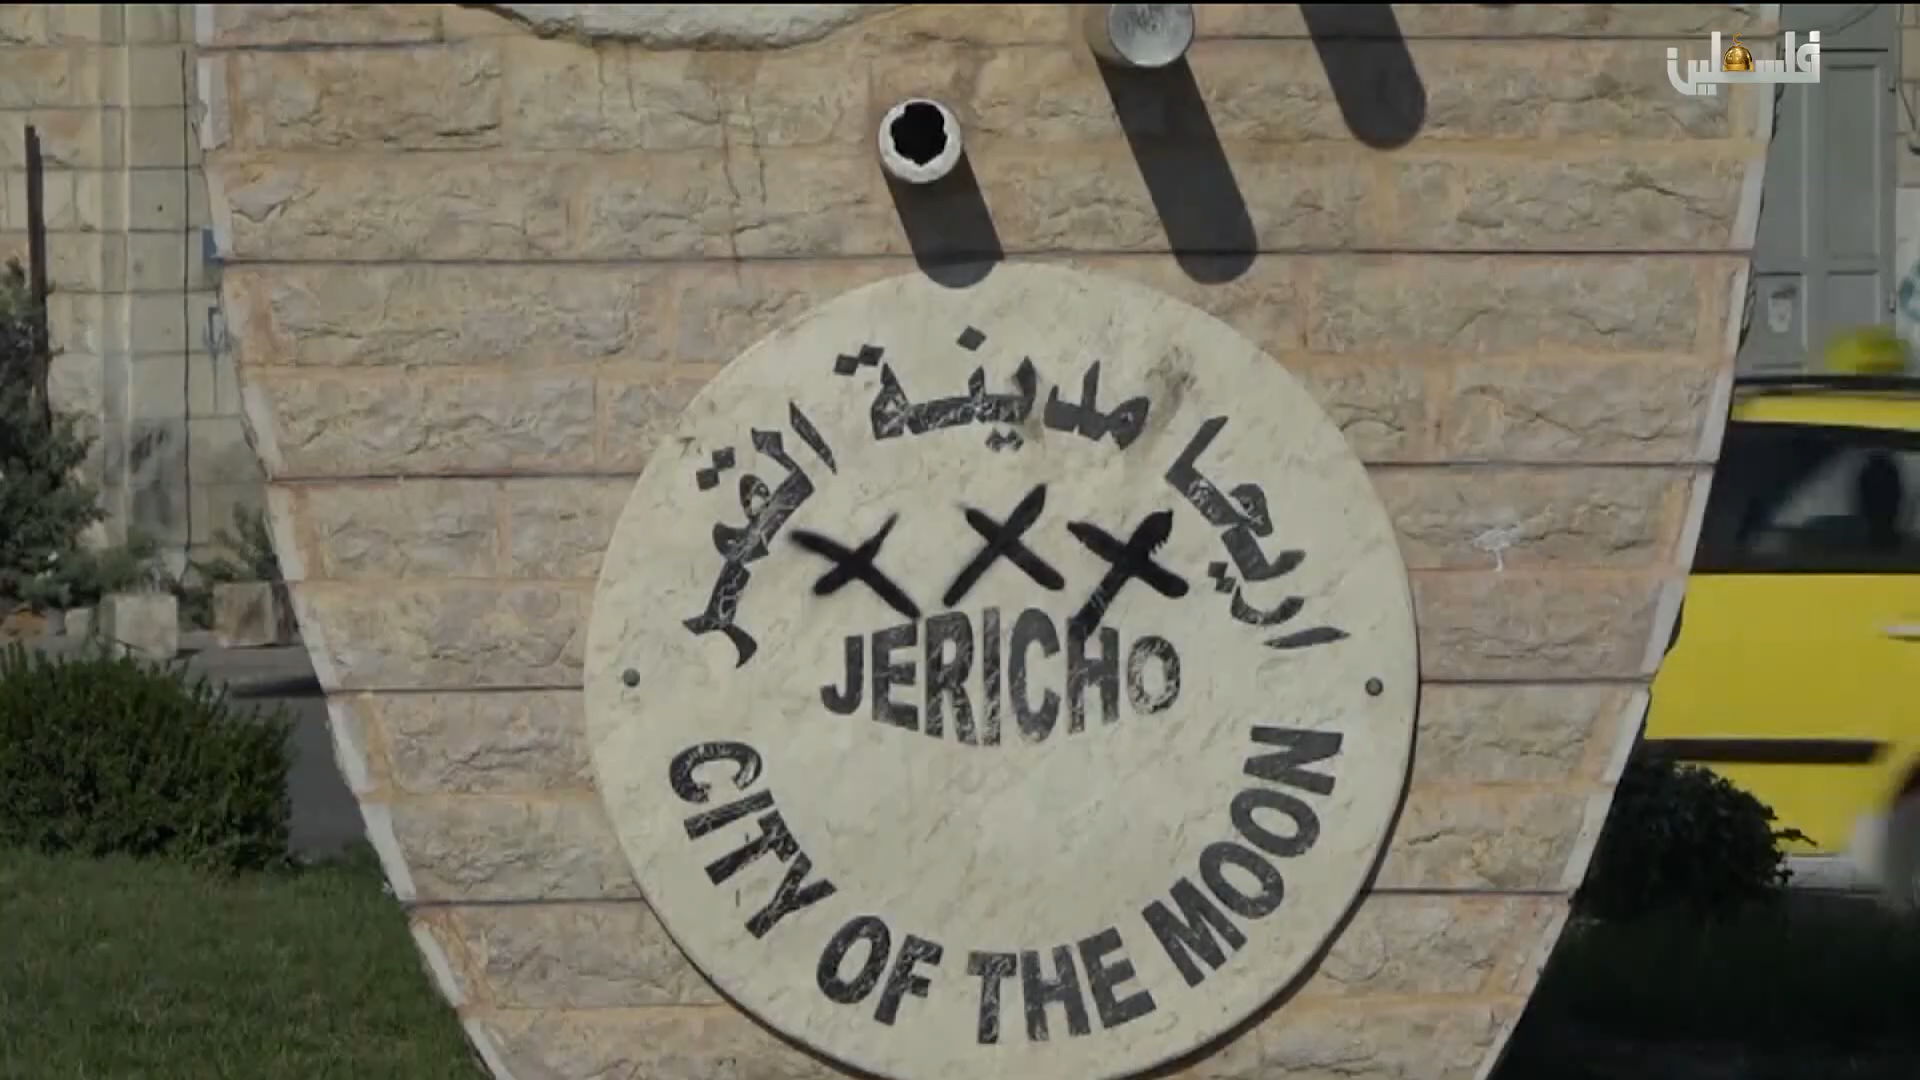 فلسطين
اريحا مدينة القمر
XXX
JERICHO
CITY OF THE MOON